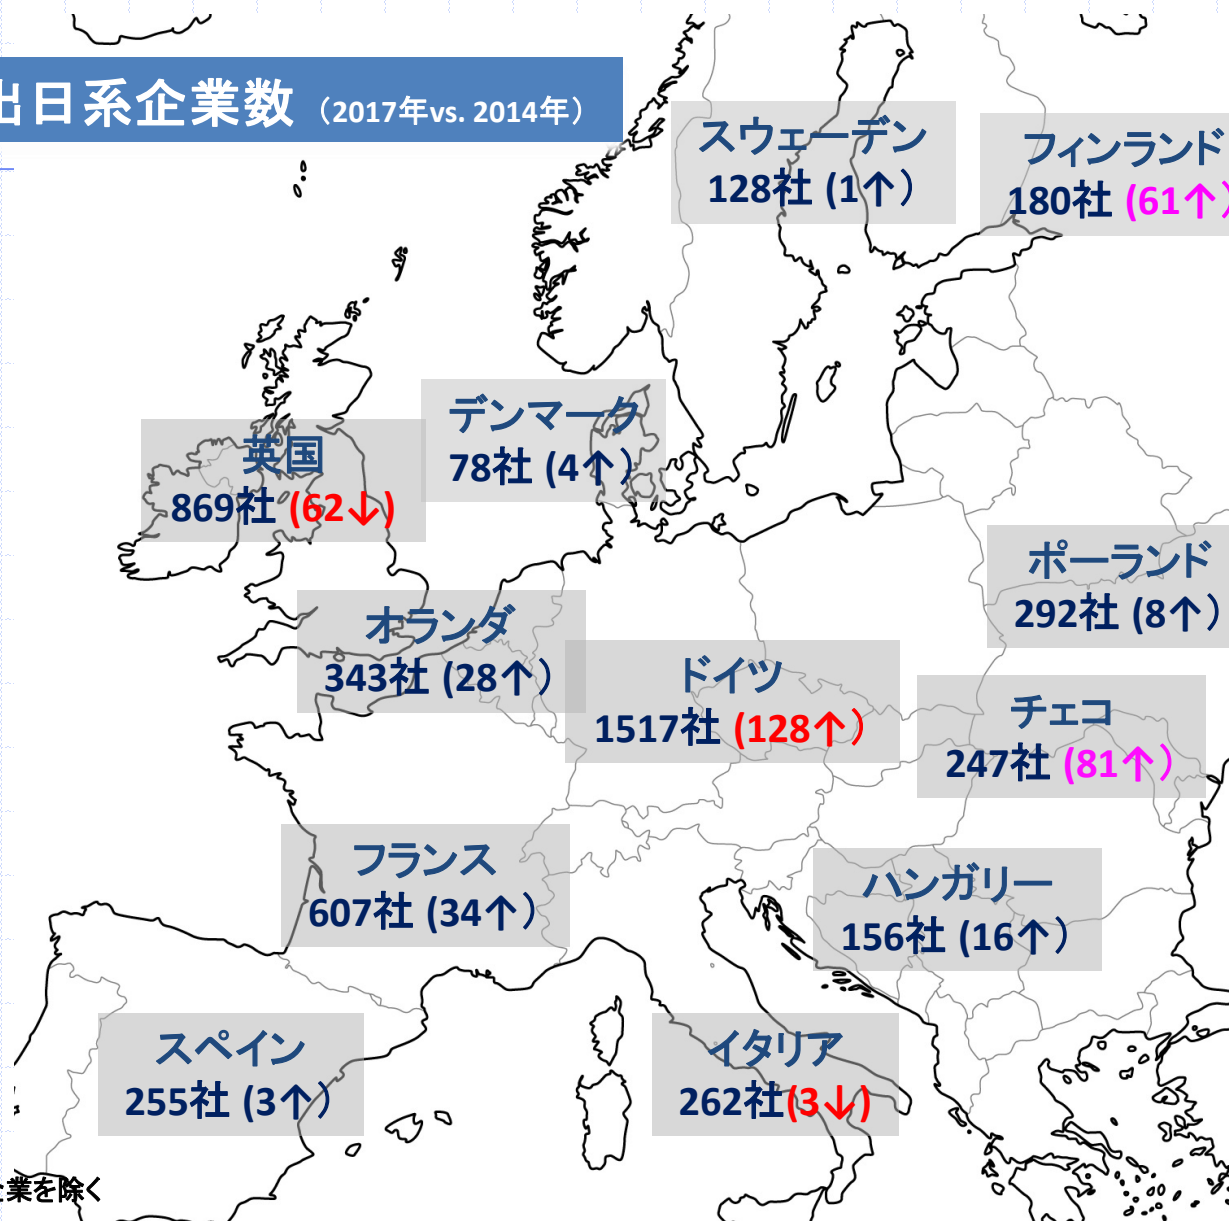 出日系企業数 （2017年vs. 2014年）
スウェーデン
128社 (1↑）
フィンランド
180社 (61↑）
デンマーク
78社 (4↑）
英国
869社 (62↓)
ポーランド
292社 (8↑）
オランダ
343社 (28↑）
ドイツ
1517社 (128↑）
チェコ
247社 (81↑）
フランス
607社 (34↑）
ハンガリー
156社 (16↑）
スペイン
255社 (3↑）
イタリア
262社(3↓)
企業を除く